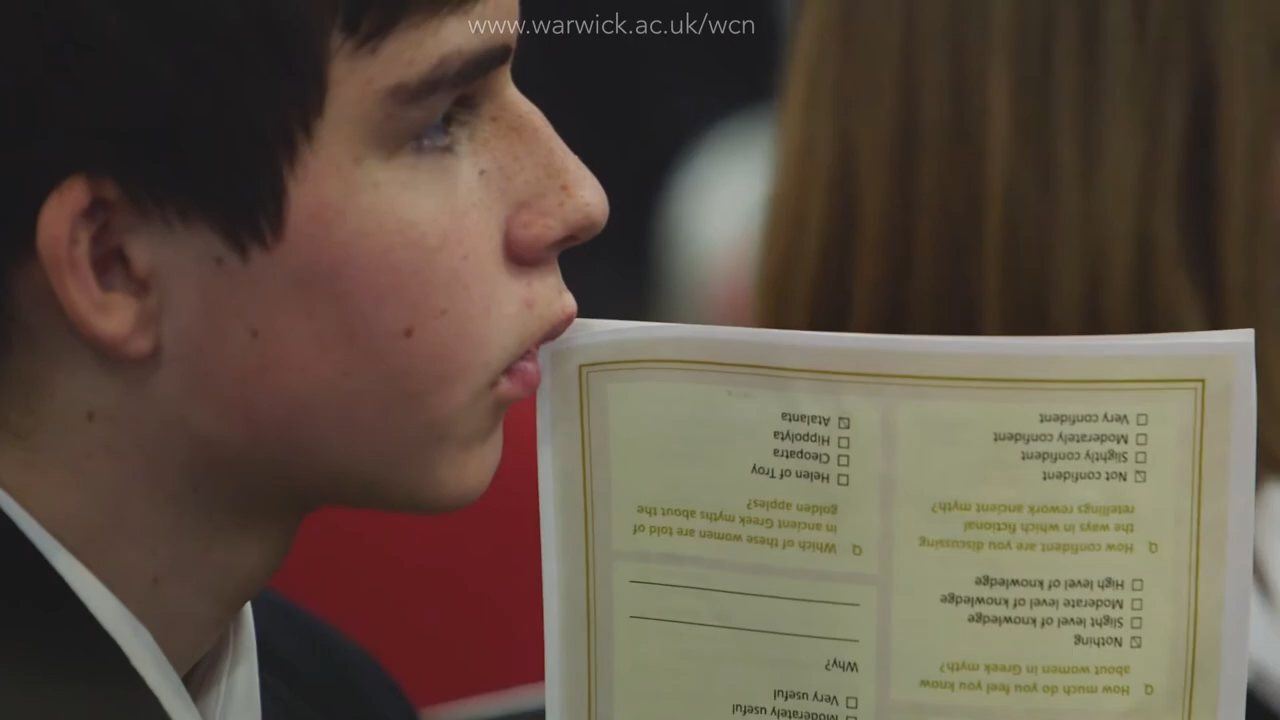 www.warwick.ac.uk/wcn
Q How much do you feel you know
about women in Greek myth?
Nothing
Slight level of knowledge
Moderate level of knowledge
High level of knowledge
Q How confident are you discussing
the ways in which fictional
retellings rework ancient myth?
Not confident
Slightly confident
Moderately confident
Very confident
Moderately useful
Very useful
Why?
Q Which of these women are told of
in ancient Greek myths about the
golden apples?
Helen of Troy
Cleopatra
Hippolyta
Atalanta